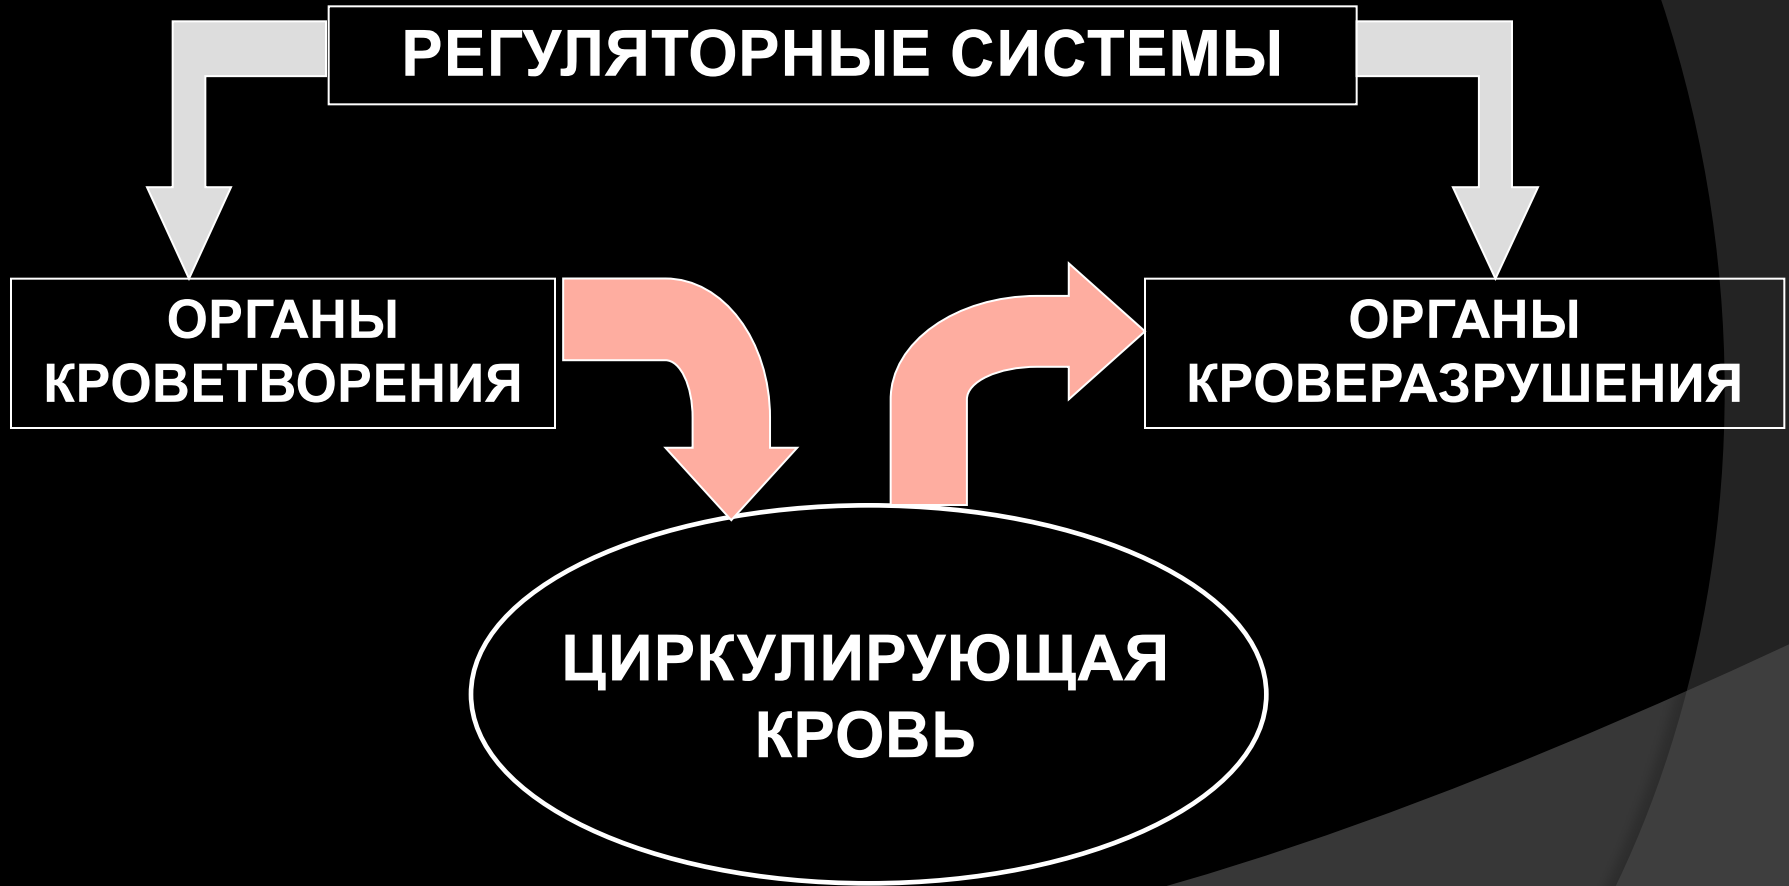 РЕГУЛЯТОРНЫЕ СИСТЕМЫ
ОРГАНЫ
КРОВЕТВОРЕНИЯ
ОРГАНЫ
КРОВЕРАЗРУШЕНИЯ
ЦИРКУЛИРУЮЩАЯ
КРОВЬ